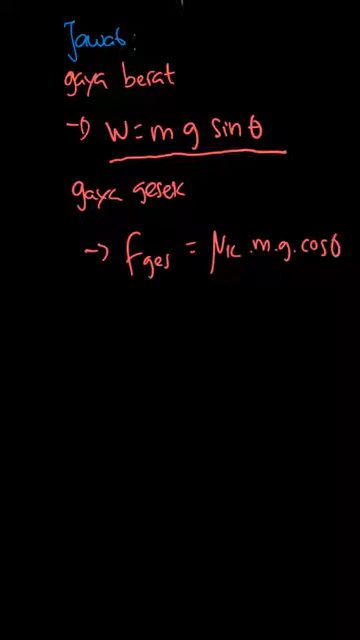 Jawab:
gaya berat
→ W = m g sin θ
gaya gesek
→ Fges = μk . m . g . cos θ